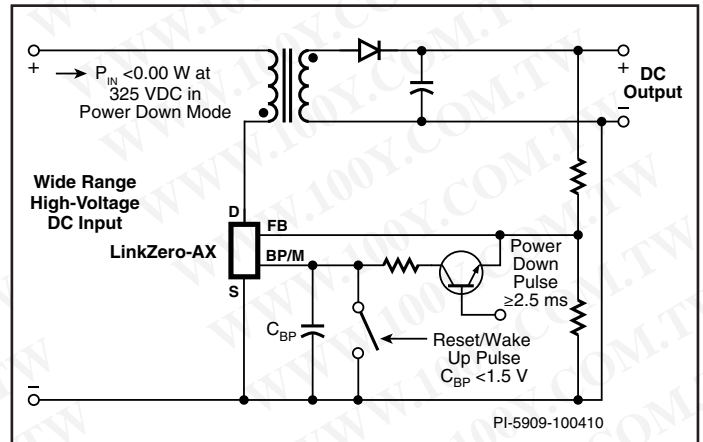 +
→ P_IN <0.00 W at
325 VDC in
Power Down Mode
+
DC
Output
–
Wide Range
High-Voltage
DC Input
LinkZero-AX
D
FB
BP/M
S
Power
Down
Pulse
≥2.5 ms
C_BP
Reset/Wake
Up Pulse
C_BP <1.5 V
–
PI-5909-100410
WWW.100Y.COM.TW